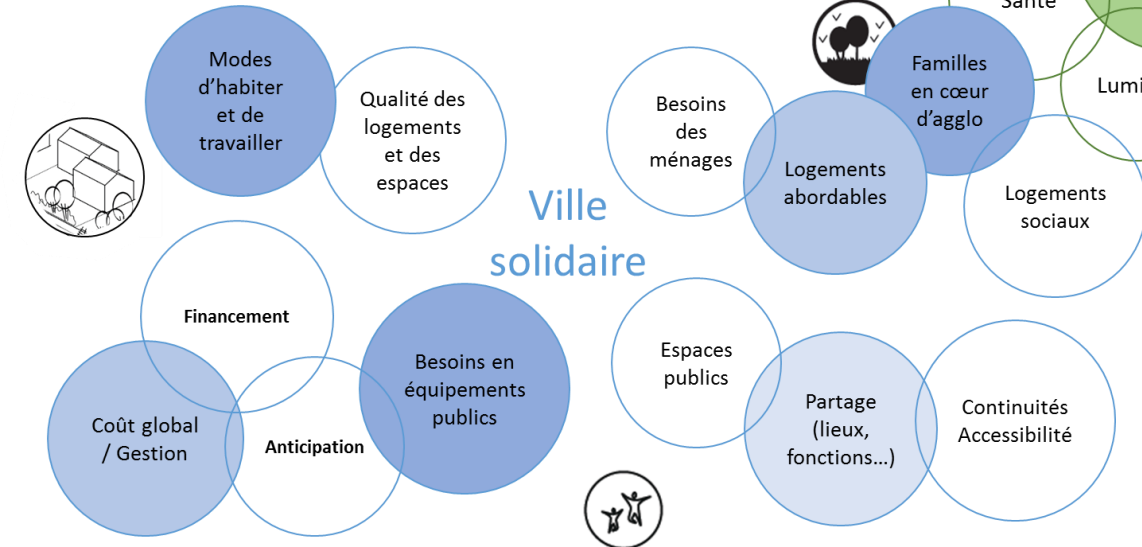 Santé
Modes
d’habiter
et de
travailler
Qualité des
logements
et des
espaces
Besoins
des
ménages
Familles
en cœur
d’agglo
Lumi
Logements
abordables
Logements
sociaux
Ville
solidaire
Financement
Coût global
/ Gestion
Anticipation
Besoins en
équipements
publics
Espaces
publics
Partage
(lieux,
fonctions…)
Continuités
Accessibilité